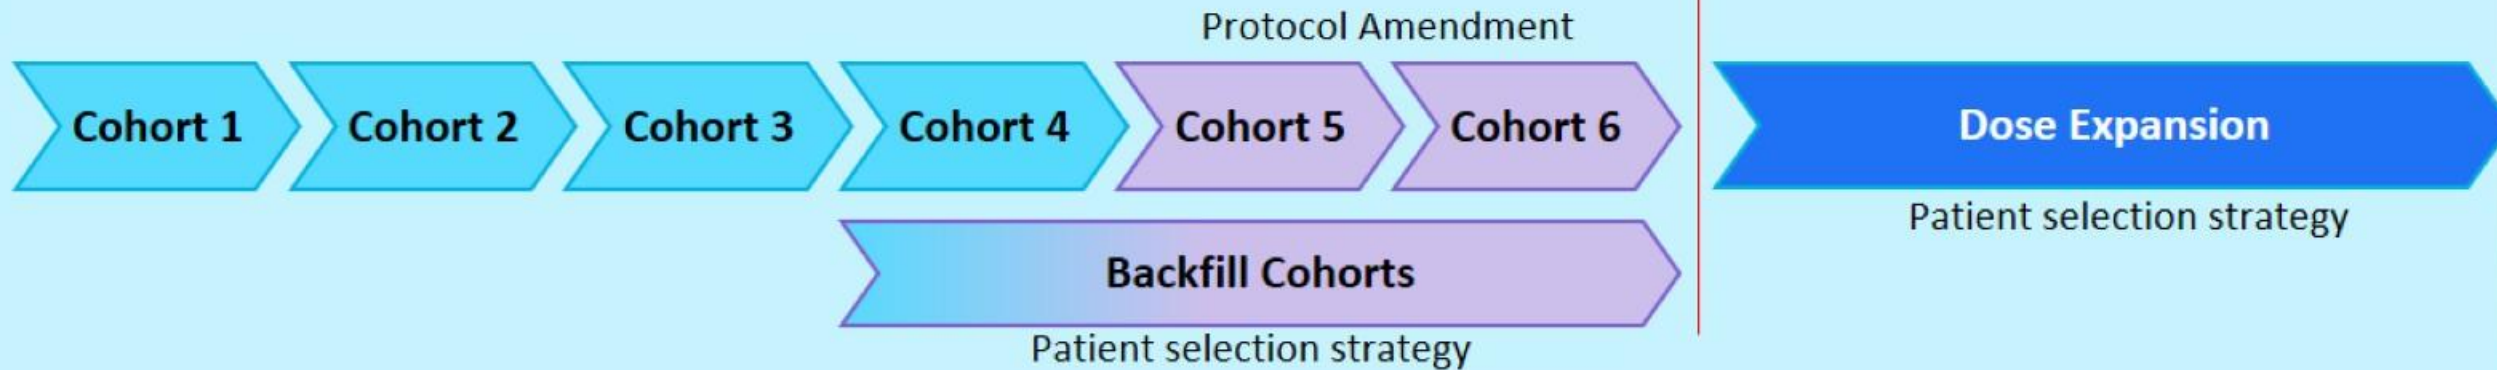 Protocol Amendment
Cohort 1
Cohort 2
Cohort 3
Cohort 4
Cohort 5
Cohort 6
Dose Expansion
Patient selection strategy
Backfill Cohorts
Patient selection strategy